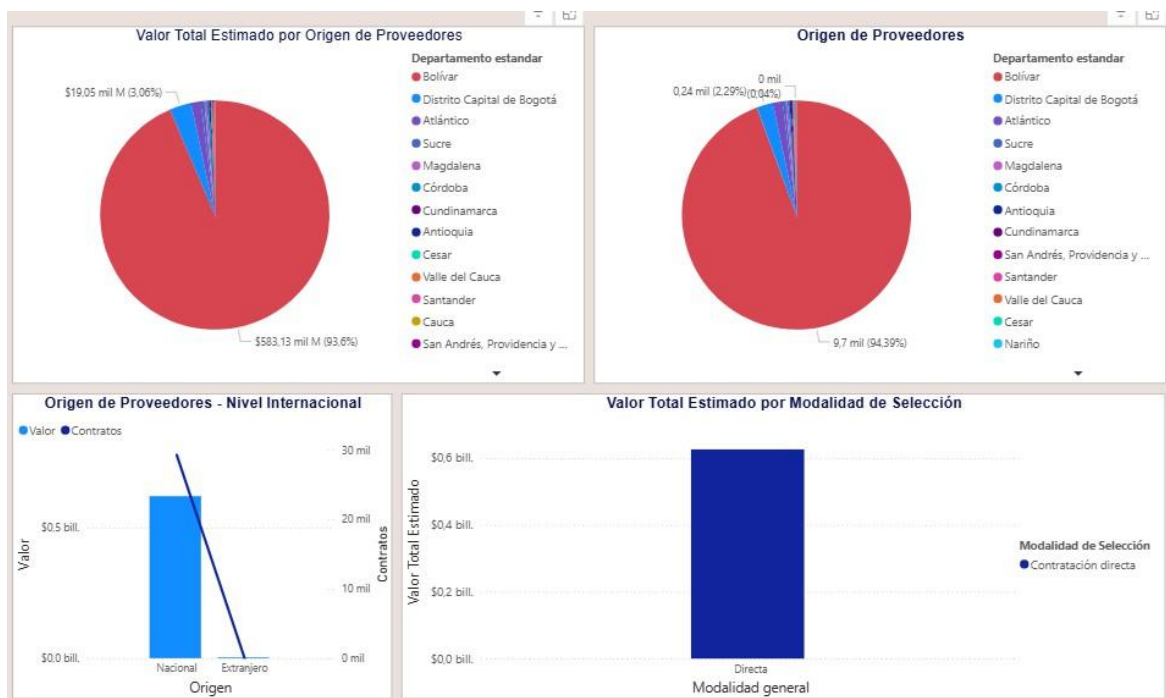 Valor Total Estimado por Origen de Proveedores
$19,05 mil M (3,06%)
$583,13 mil M (93,6%)
Departamento estandar
Bolívar
Distrito Capital de Bogotá
Atlántico
Sucre
Magdalena
Córdoba
Cundinamarca
Antioquia
Cesar
Valle del Cauca
Santander
Cauca
San Andrés, Providencia y ...
Origen de Proveedores
0 mil
0,24 mil (2,29%)
(0,04%)
9,7 mil (94,39%)
Departamento estandar
Bolívar
Distrito Capital de Bogotá
Atlántico
Sucre
Magdalena
Córdoba
Antioquia
Cundinamarca
San Andrés, Providencia y ...
Santander
Valle del Cauca
Cesar
Nariño
Origen de Proveedores - Nivel Internacional
Valor Contratos
Valor
$0,5 bill.
$0,0 bill.
30 mil
20 mil
10 mil
0 mil
Contratos
Nacional Extranjero
Origen
Valor Total Estimado por Modalidad de Selección
Valor Total Estimado
$0,6 bill.
$0,4 bill.
$0,2 bill.
$0,0 bill.
Directa
Modalidad general
Modalidad de Selección
Contratación directa